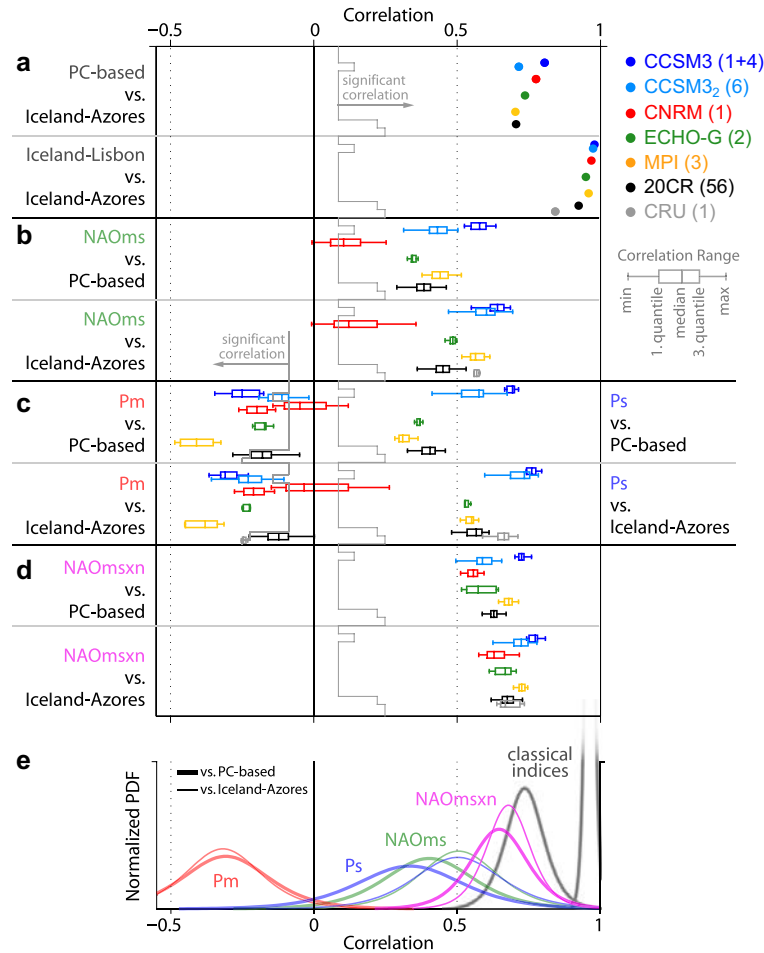 Correlation
−0.5
0
0.5
1
a
PC-based
vs.
Iceland-Azores
significant
correlation
Iceland-Lisbon
vs.
Iceland-Azores
CCSM3 (1+4)
CCSM3₂ (6)
CNRM (1)
ECHO-G (2)
MPI (3)
20CR (56)
CRU (1)
Correlation Range
min
1. quantile
median
3. quantile
max
b
NAOms
vs
PC-based
NAOms
vs.
Iceland-Azores
significant
correlation
c
Pm
vs.
PC-based
Ps
vs.
PC-based
Pm
vs.
Iceland-Azores
Ps
vs.
Iceland-Azores
d
NAOmsxn
vs.
PC-based
NAOmsxn
vs.
Iceland-Azores
e
Normalized PDF
vs. PC-based
vs. Iceland-Azores
classical
indices
NAOmsxn
NAOms
Ps
Pm
−0.5
0
0.5
1
Correlation